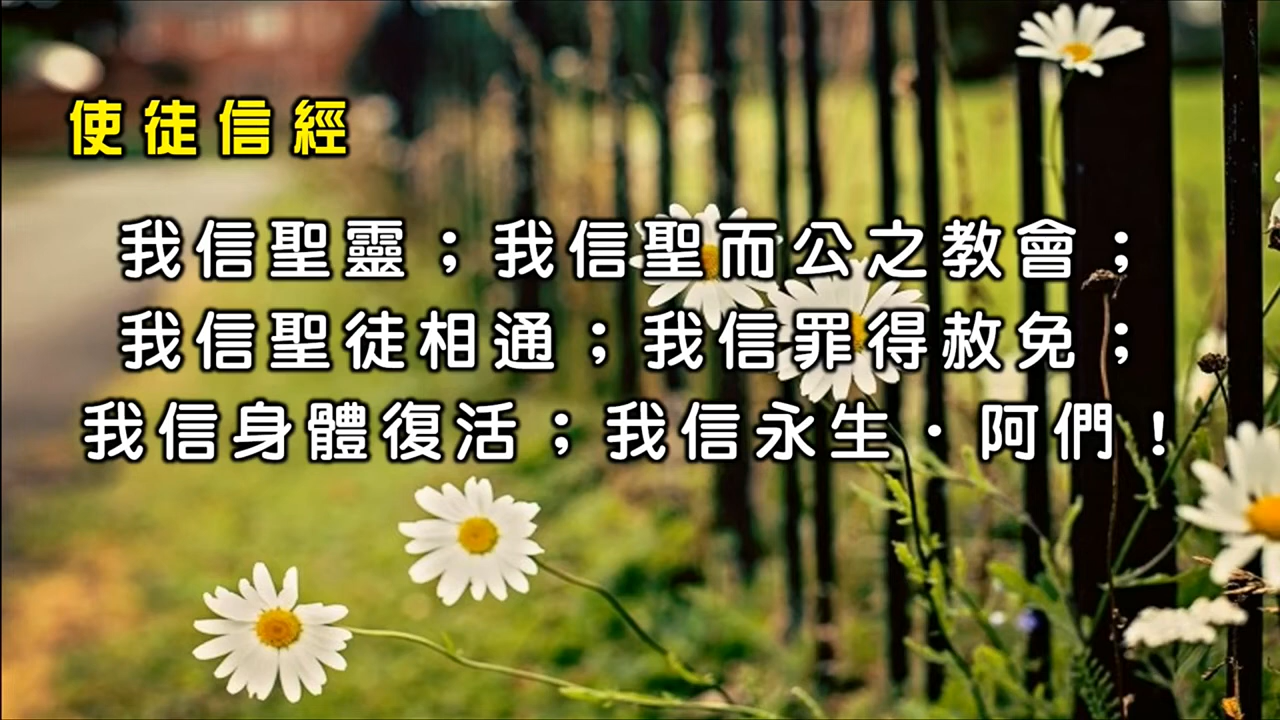 使徒信經
我信聖靈；我信聖而公之教會；
我信聖徒相通；我信罪得赦免；
我信身體復活；我信永生．阿們！